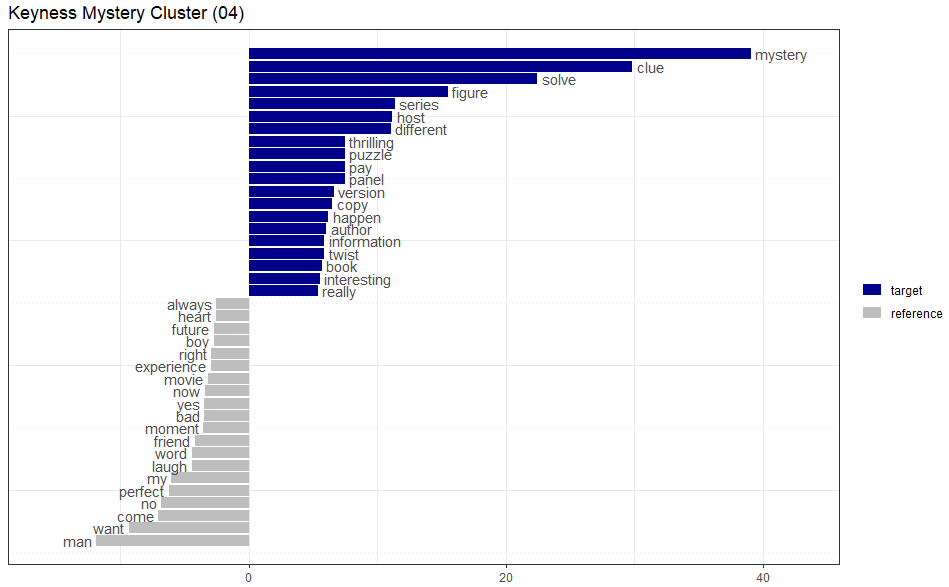 Keyness Mystery Cluster (04)
mystery
clue
solve
figure
series
host
different
thrilling
puzzle
pay
panel
version
copy
happen
author
information
twist
book
interesting
really
always
heart
future
boy
right
experience
movie
now
yes
bad
moment
friend
word
laugh
my
perfect
no
come
want
man
0 20 40
target
reference